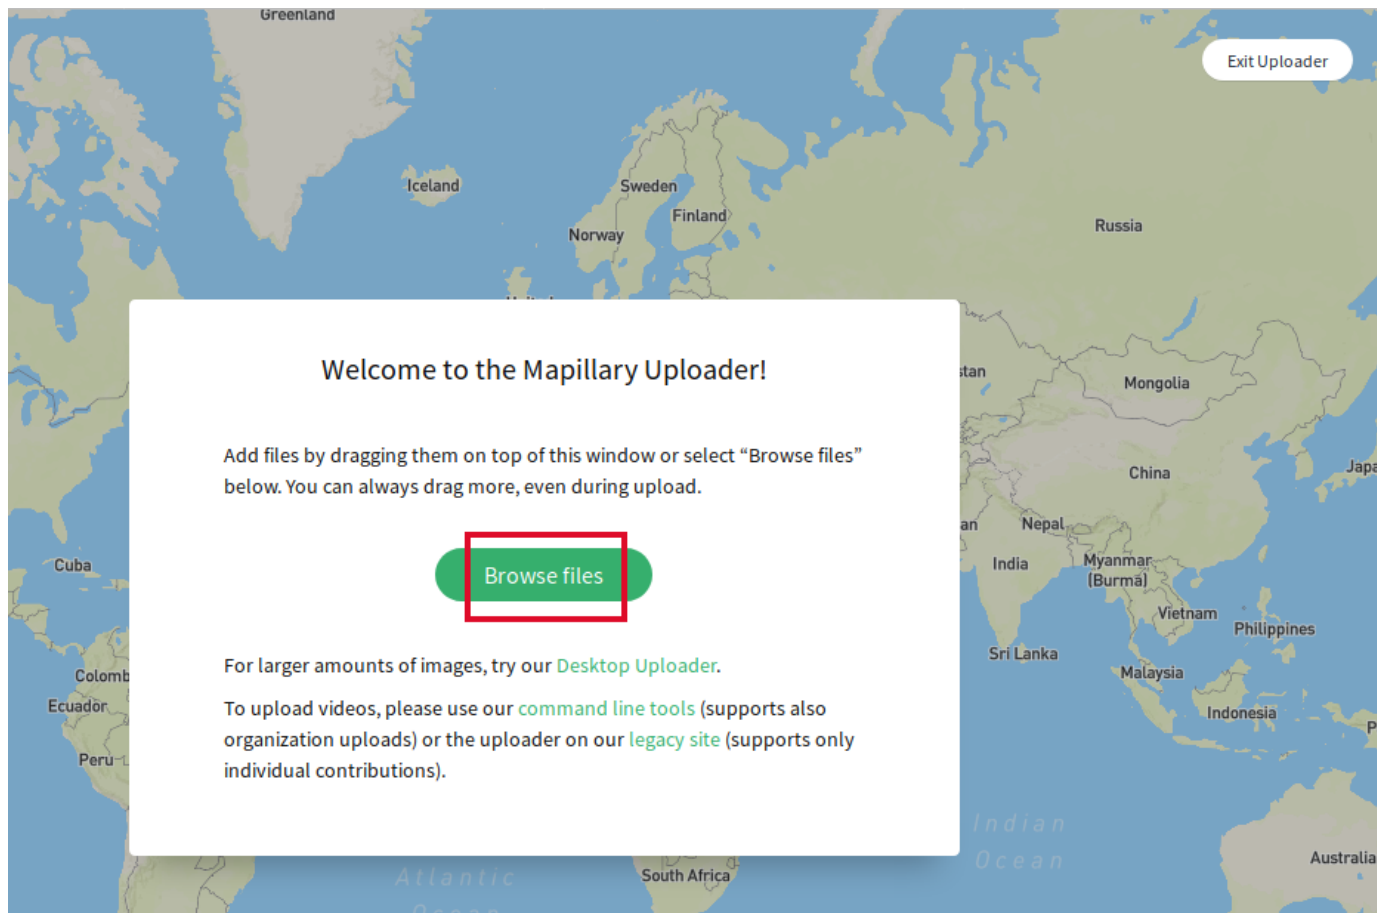 Greenland
Exit Uploader
Iceland
Sweden
Finland
Norway
Russia
Welcome to the Mapillary Uploader!
Mongolia
Add files by dragging them on top of this window or select “Browse files”
below. You can always drag more, even during upload.
China
Nepal
Cuba
Browse files
India
Myanmar
(Burma)
Vietnam
Philippines
Sri Lanka
For larger amounts of images, try our Desktop Uploader.
Malaysia
Colomb
Ecuador
To upload videos, please use our command line tools (supports also
Indonesia
organization uploads) or the uploader on our legacy site (supports only
Peru
individual contributions).
Indian
Ocean
Australia
Atlantic
South Africa